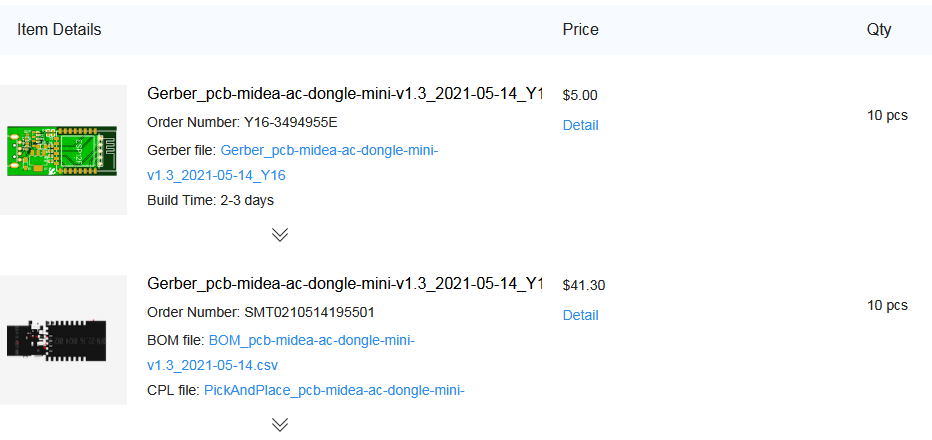 Item Details
Price
Qty
Gerber_pcb-midea-ac-dongle-mini-v1.3_2021-05-14_Y1
$5.00
10 pcs
Order Number: Y16-3494955E
Detail
Gerber file: Gerber_pcb-midea-ac-dongle-mini-
v1.3_2021-05-14_Y16
Build Time: 2-3 days
Gerber_pcb-midea-ac-dongle-mini-v1.3_2021-05-14_Y1
$41.30
10 pcs
Order Number: SMT0210514195501
Detail
BOM file: BOM_pcb-midea-ac-dongle-mini-
v1.3_2021-05-14.csv
CPL file: PickAndPlace_pcb-midea-ac-dongle-mini-